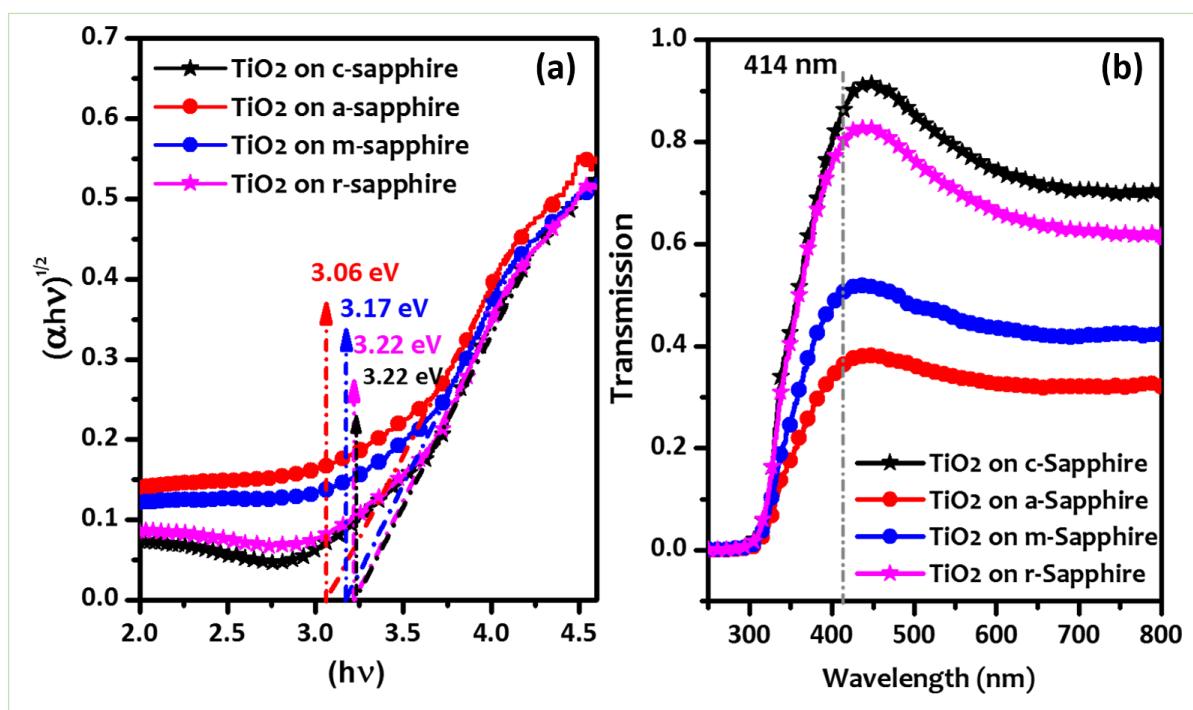 (a)
TiO2 on c-sapphire
TiO2 on a-sapphire
TiO2 on m-sapphire
TiO2 on r-sapphire
3.06 eV
3.17 eV
3.22 eV
3.22 eV
(αhν)^1/2
0.7
0.6
0.5
0.4
0.3
0.2
0.1
0.0
2.0 2.5 3.0 3.5 4.0 4.5
(hν)
(b)
414 nm
Transmission
1.0
0.8
0.6
0.4
0.2
0.0
TiO2 on c-Sapphire
TiO2 on a-Sapphire
TiO2 on m-Sapphire
TiO2 on r-Sapphire
300 400 500 600 700 800
Wavelength (nm)